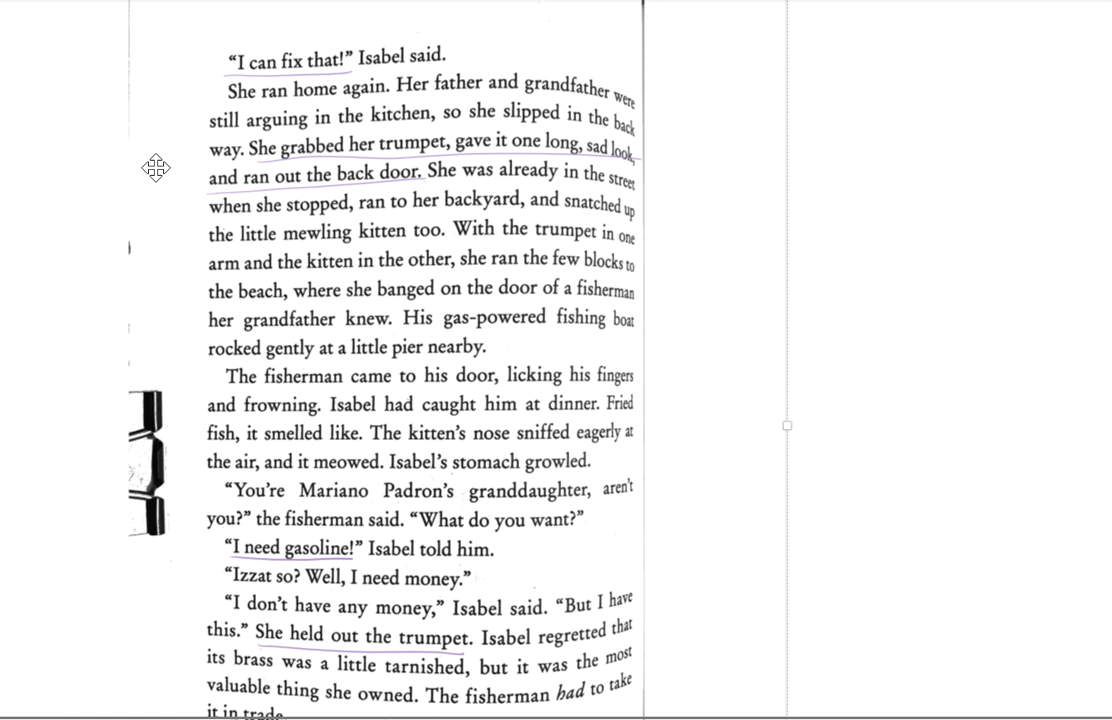 “I can fix that!” Isabel said.
She ran home again. Her father and grandfather were
still arguing in the kitchen, so she slipped in the back
way. She grabbed her trumpet, gave it one long, sad look,
and ran out the back door. She was already in the street
when she stopped, ran to her backyard, and snatched up
the little mewling kitten too. With the trumpet in one
arm and the kitten in the other, she ran the few blocks to
the beach, where she banged on the door of a fisherman
her grandfather knew. His gas-powered fishing boat
rocked gently at a little pier nearby.
The fisherman came to his door, licking his fingers
and frowning. Isabel had caught him at dinner. Fried
fish, it smelled like. The kitten’s nose sniffed eagerly at
the air, and it meowed. Isabel’s stomach growled.
“You’re Mariano Padron’s granddaughter, aren’t
you?” the fisherman said. “What do you want?”
“I need gasoline!” Isabel told him.
“Izzat so? Well, I need money.”
“I don’t have any money,” Isabel said. “But I have
this.” She held out the trumpet. Isabel regretted that
its brass was a little tarnished, but it was the most
valuable thing she owned. The fisherman had to take
it in trade.